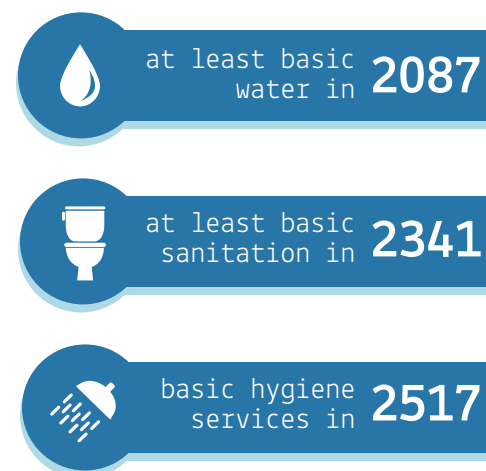 at least basic
water in 2087
at least basic
sanitation in 2341
basic hygiene
services in 2517